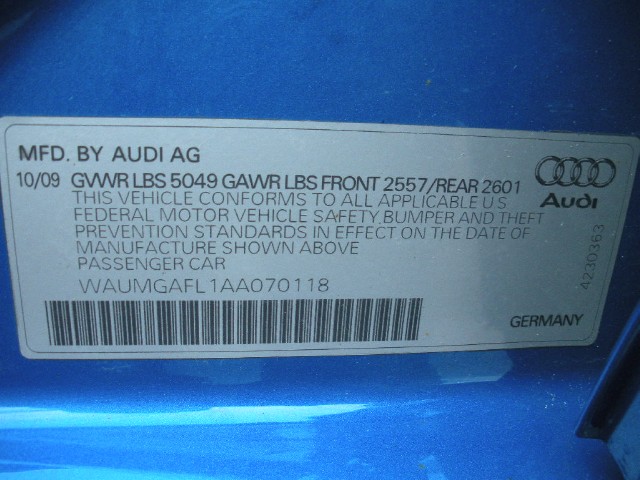 MFD. BY AUDI AG
10/09 GVWR LBS 5049 GAWR LBS FRONT 2557/REAR 2601
THIS VEHICLE CONFORMS TO ALL APPLICABLE U.S.
FEDERAL MOTOR VEHICLE SAFETY, BUMPER AND THEFT
PREVENTION STANDARDS IN EFFECT ON THE DATE OF
MANUFACTURE SHOWN ABOVE
PASSENGER CAR
WAUMGAFL1AA070118
Audi
4230363
GERMANY